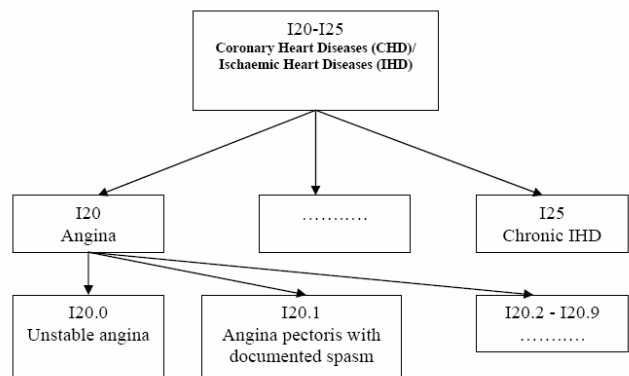 I20-I25
Coronary Heart Diseases (CHD)/
Ischaemic Heart Diseases (IHD)
I20
Angina
………..…
I25
Chronic IHD
I20.0
Unstable angina
I20.1
Angina pectoris with
documented spasm
I20.2 - I20.9
………..…